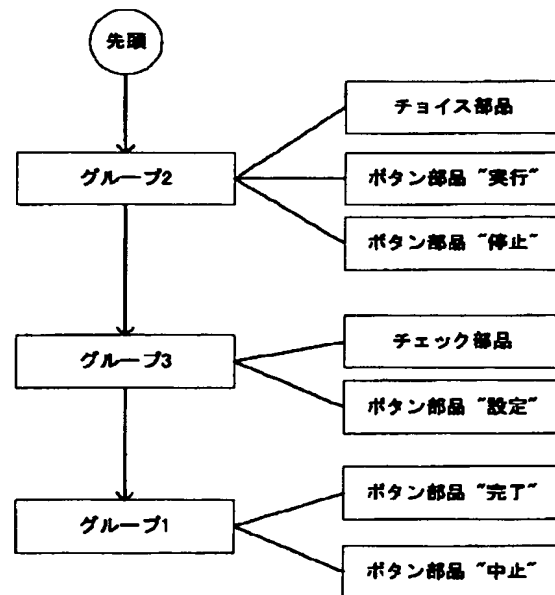 先頭
グループ2
チョイス部品
ボタン部品 "実行"
ボタン部品 "停止"
グループ3
チェック部品
ボタン部品 "設定"
グループ1
ボタン部品 "完了"
ボタン部品 "中止"